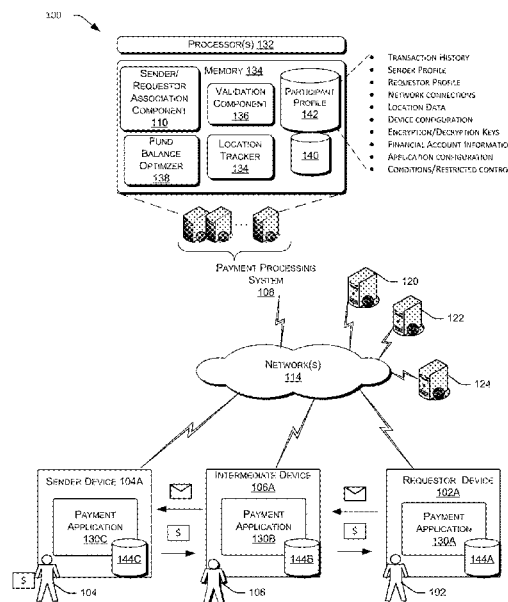 100
PROCESSOR(S) 132
MEMORY 134
SENDER/
REQUESTOR
ASSOCIATION
COMPONENT
110
VALIDATION
COMPONENT
136
PARTICIPANT
PROFILE
142
FUND
BALANCE
OPTIMIZER
138
LOCATION
TRACKER
134
140
• TRANSACTION HISTORY
• SENDER PROFILE
• REQUESTOR PROFILE
• NETWORK CONNECTIONS
• LOCATION DATA
• DEVICE CONFIGURATION
• ENCRYPTION/DECRYPTION KEYS
• FINANCIAL ACCOUNT INFORMATIO
• APPLICATION CONFIGURATION
• CONDITIONS/RESTRICTED CONTRO
PAYMENT PROCESSING
SYSTEM
108
120
122
124
NETWORK(S)
114
SENDER DEVICE 104A
PAYMENT
APPLICATION
130C
144C
$
104
$
INTERMEDIATE DEVICE
106A
PAYMENT
APPLICATION
130B
144B
106
$
REQUESTOR DEVICE
102A
PAYMENT
APPLICATION
130A
144A
102